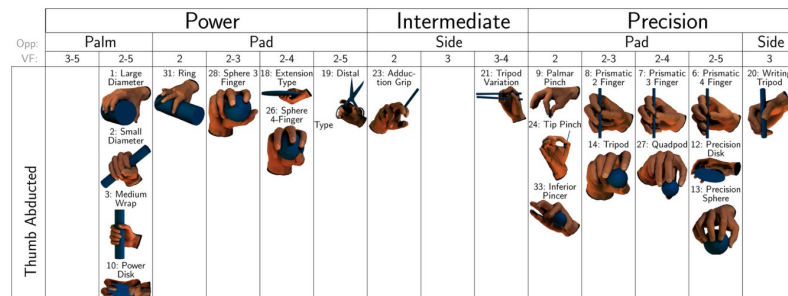 Power Intermediate Precision
Opp: Palm Pad Side Pad Side
VF: 3-5 2-5 2 2-3 2-4 2-5 2 3 3-4 2 2-3 2-4 2-5 3
Thumb Abducted
1: Large
Diameter
2: Small
Diameter
3: Medium
Wrap
10: Power
Disk
31: Ring
28: Sphere 3
Finger
18: Extension
Type
26: Sphere
4-Finger
19: Distal
Type
23: Adduc-
tion Grip
21: Tripod
Variation
9: Palmar
Pinch
24: Tip Pinch
33: Inferior
Pincer
8: Prismatic
2 Finger
14: Tripod
7: Prismatic
3 Finger
27: Quadpod
6: Prismatic
4 Finger
12: Precision
Disk
13: Precision
Sphere
20: Writing
Tripod